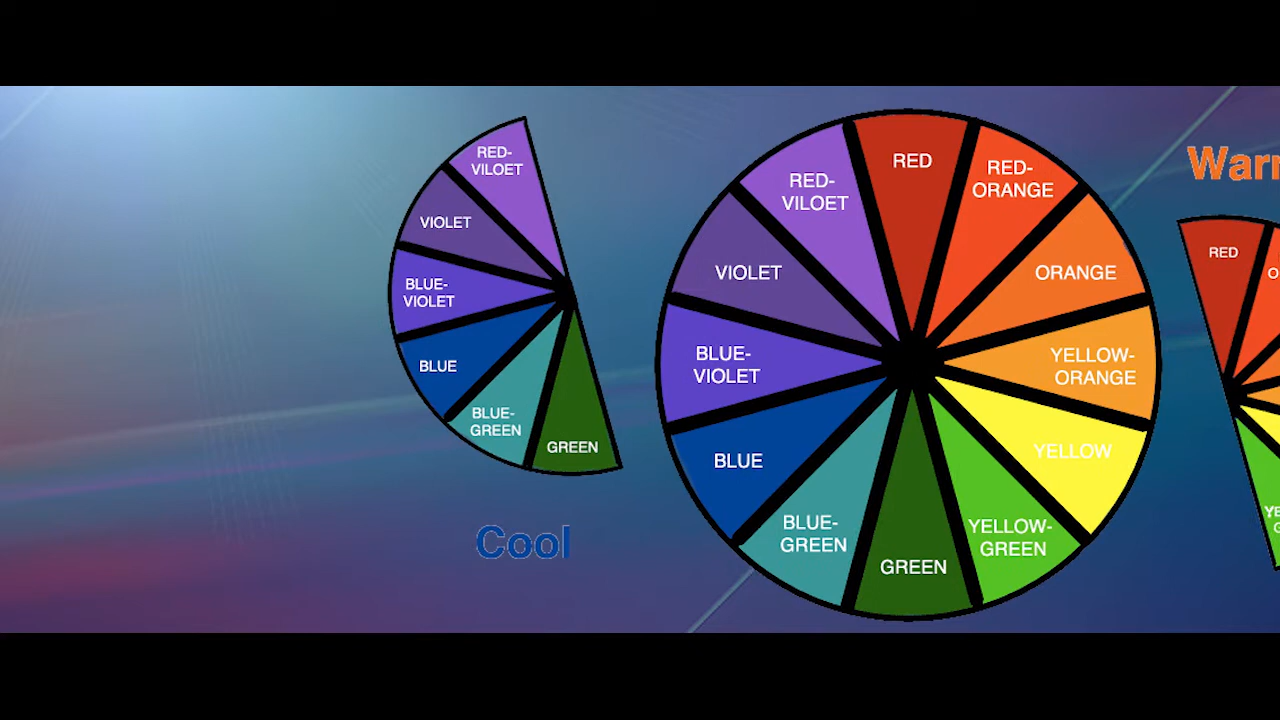 RED-
VILOET
VIOLET
BLUE-
VIOLET
BLUE
BLUE-
GREEN
GREEN
Cool
RED
RED-
ORANGE
ORANGE
YELLOW-
ORANGE
YELLOW
YELLOW-
GREEN
GREEN
BLUE-
GREEN
BLUE
BLUE-
VIOLET
VIOLET
RED-
VILOET
RED